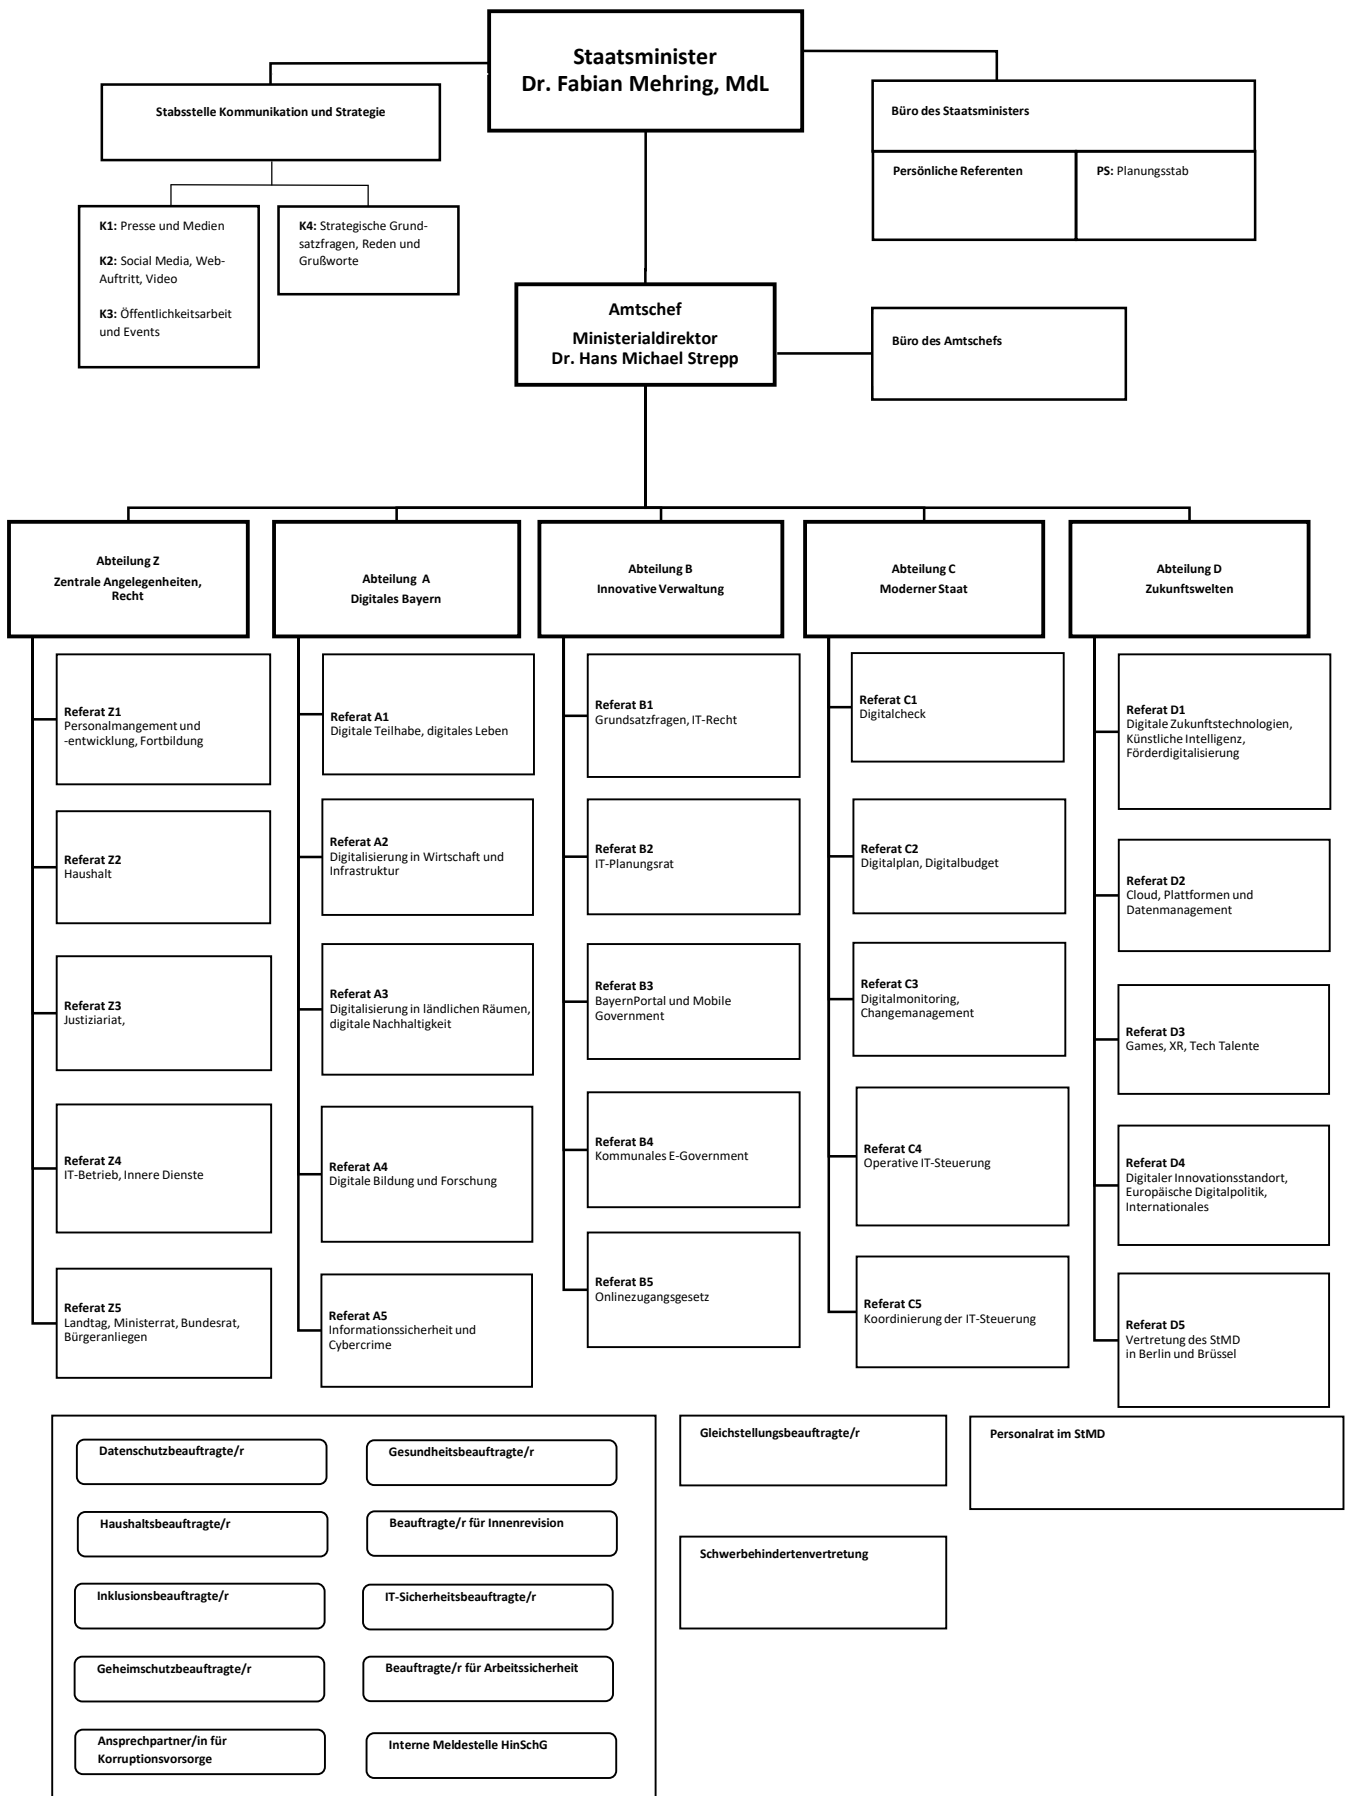 Staatsminister
Dr. Fabian Mehring, MdL
Stabsstelle Kommunikation und Strategie
Büro des Staatsministers
Persönliche Referenten
PS: Planungsstab
K1: Presse und Medien
K2: Social Media, Web-
Auftritt, Video
K3: Öffentlichkeitsarbeit
und Events
K4: Strategische Grund-
satzfragen, Reden und
Grußworte
Amtschef
Ministerialdirektor
Dr. Hans Michael Strepp
Büro des Amtschefs
Abteilung Z
Zentrale Angelegenheiten,
Recht
Abteilung A
Digitales Bayern
Abteilung B
Innovative Verwaltung
Abteilung C
Moderner Staat
Abteilung D
Zukunftswelten
Referat Z1
Personalmangement und
-entwicklung, Fortbildung
Referat Z2
Haushalt
Referat Z3
Justiziariat,
Referat Z4
IT-Betrieb, Innere Dienste
Referat Z5
Landtag, Ministerrat, Bundesrat,
Bürgeranliegen
Referat A1
Digitale Teilhabe, digitales Leben
Referat A2
Digitalisierung in Wirtschaft und
Infrastruktur
Referat A3
Digitalisierung in ländlichen Räumen,
digitale Nachhaltigkeit
Referat A4
Digitale Bildung und Forschung
Referat A5
Informationssicherheit und
Cybercrime
Referat B1
Grundsatzfragen, IT-Recht
Referat B2
IT-Planungsrat
Referat B3
BayernPortal und Mobile
Government
Referat B4
Kommunales E-Government
Referat B5
Onlinezugangsgesetz
Referat C1
Digitalcheck
Referat C2
Digitalplan, Digitalbudget
Referat C3
Digitalmonitoring,
Changemanagement
Referat C4
Operative IT-Steuerung
Referat C5
Koordinierung der IT-Steuerung
Referat D1
Digitale Zukunftstechnologien,
Künstliche Intelligenz,
Förderdigitalisierung
Referat D2
Cloud, Plattformen und
Datenmanagement
Referat D3
Games, XR, Tech Talente
Referat D4
Digitaler Innovationsstandort,
Europäische Digitalpolitik,
Internationales
Referat D5
Vertretung des StMD
in Berlin und Brüssel
Datenschutzbeauftragte/r
Haushaltsbeauftragte/r
Inklusionsbeauftragte/r
Geheimschutzbeauftragte/r
Ansprechpartner/in für
Korruptionsvorsorge
Gesundheitsbeauftragte/r
Beauftragte/r für Innenrevision
IT-Sicherheitsbeauftragte/r
Beauftragte/r für Arbeitssicherheit
Interne Meldestelle HinSchG
Gleichstellungsbeauftragte/r
Schwerbehindertenvertretung
Personalrat im StMD